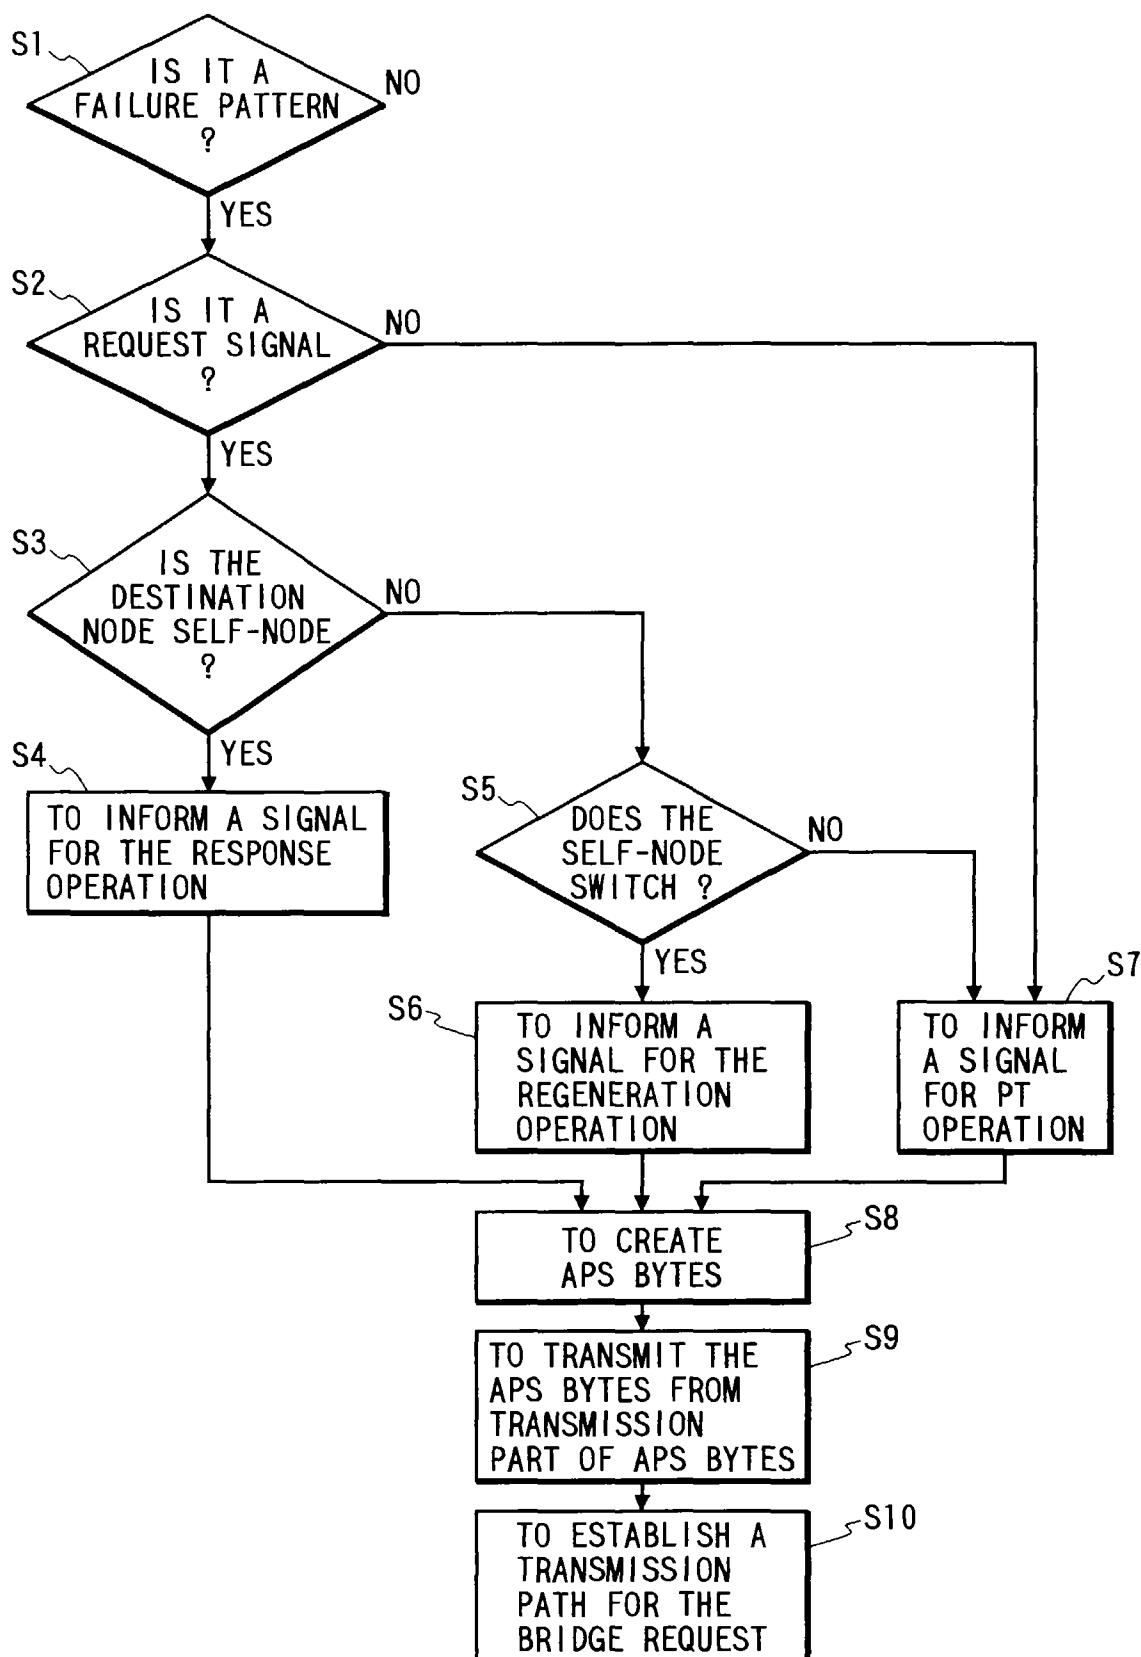 S1
IS IT A
FAILURE PATTERN
?
NO
YES
S2
IS IT A
REQUEST SIGNAL
?
NO
YES
S3
IS THE
DESTINATION
NODE SELF-NODE
?
NO
YES
S4
TO INFORM A SIGNAL
FOR THE RESPONSE
OPERATION
S5
DOES THE
SELF-NODE
SWITCH ?
NO
YES
S6
TO INFORM A
SIGNAL FOR THE
REGENERATION
OPERATION
S7
TO INFORM
A SIGNAL
FOR PT
OPERATION
S8
TO CREATE
APS BYTES
S9
TO TRANSMIT THE
APS BYTES FROM
TRANSMISSION
PART OF APS BYTES
S10
TO ESTABLISH A
TRANSMISSION
PATH FOR THE
BRIDGE REQUEST